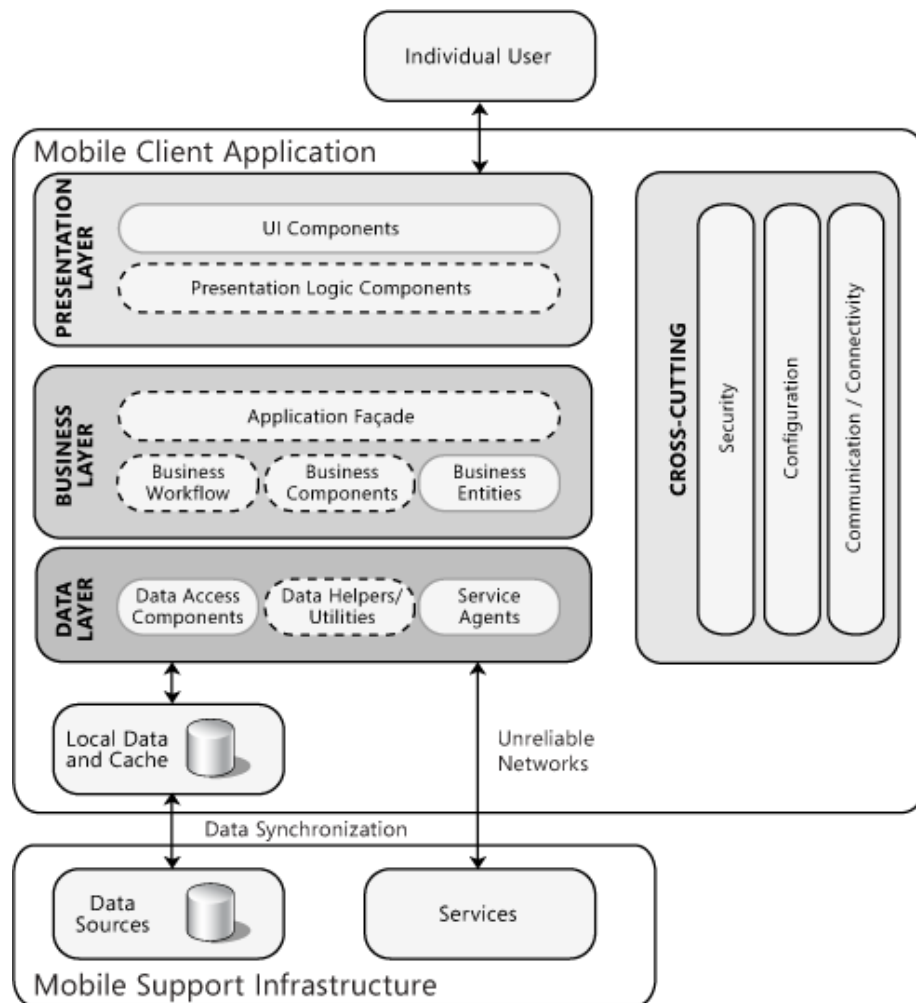 Individual User
Mobile Client Application
PRESENTATION
LAYER
UI Components
Presentation Logic Components
BUSINESS
LAYER
Application Façade
Business
Workflow
Business
Components
Business
Entities
DATA
LAYER
Data Access
Components
Data Helpers/
Utilities
Service
Agents
CROSS-CUTTING
Security
Configuration
Communication / Connectivity
Local Data
and Cache
Unreliable
Networks
Data Synchronization
Data
Sources
Services
Mobile Support Infrastructure